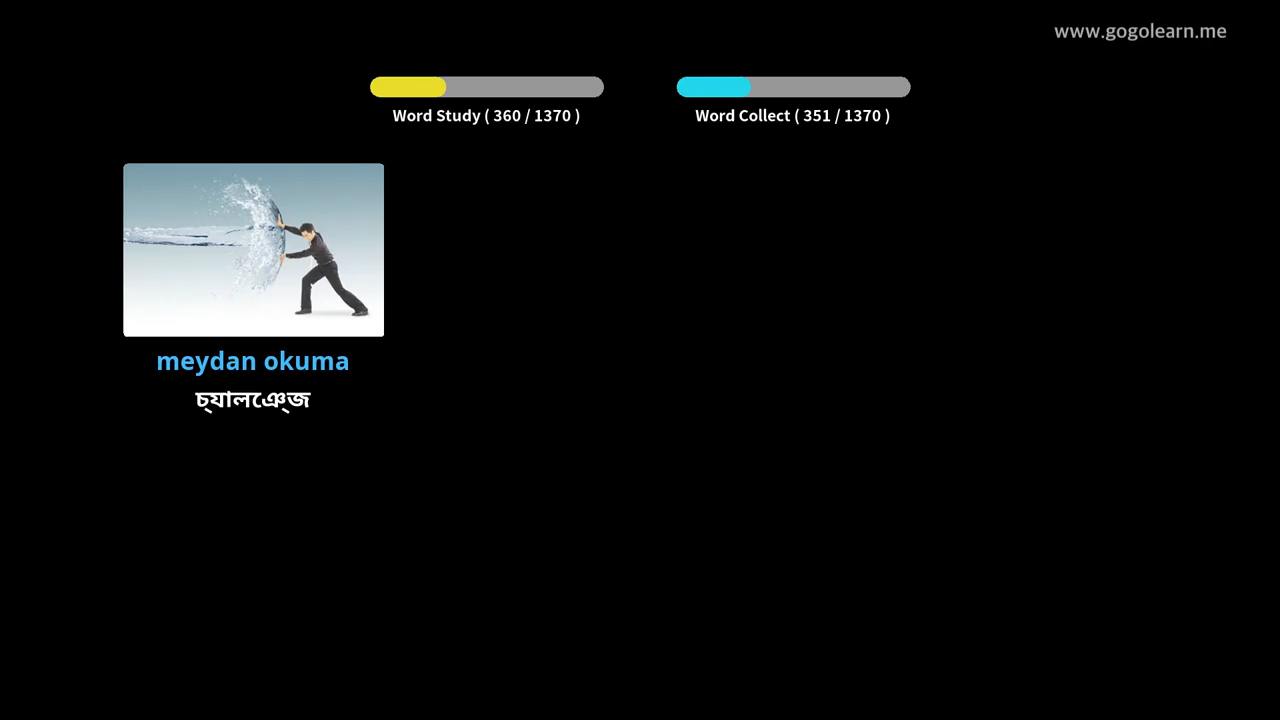 www.gogolearn.me
Word Study ( 360 / 1370 )
Word Collect ( 351 / 1370 )
meydan okuma
চ্যালেঞ্জ